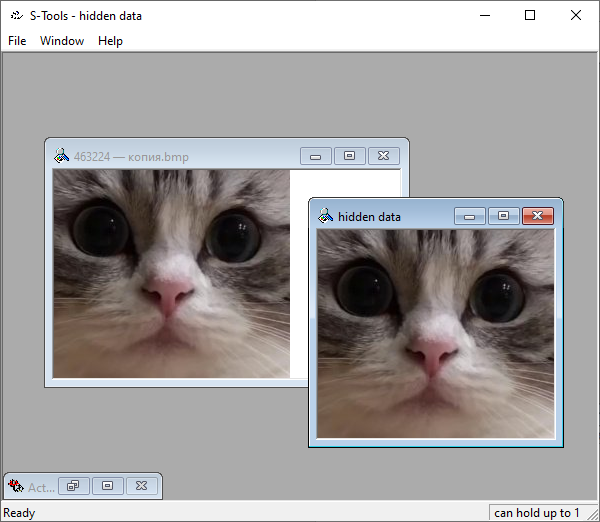 S-Tools - hidden data
File Window Help
463224 — копия.bmp
hidden data
Act...
Ready
can hold up to 1